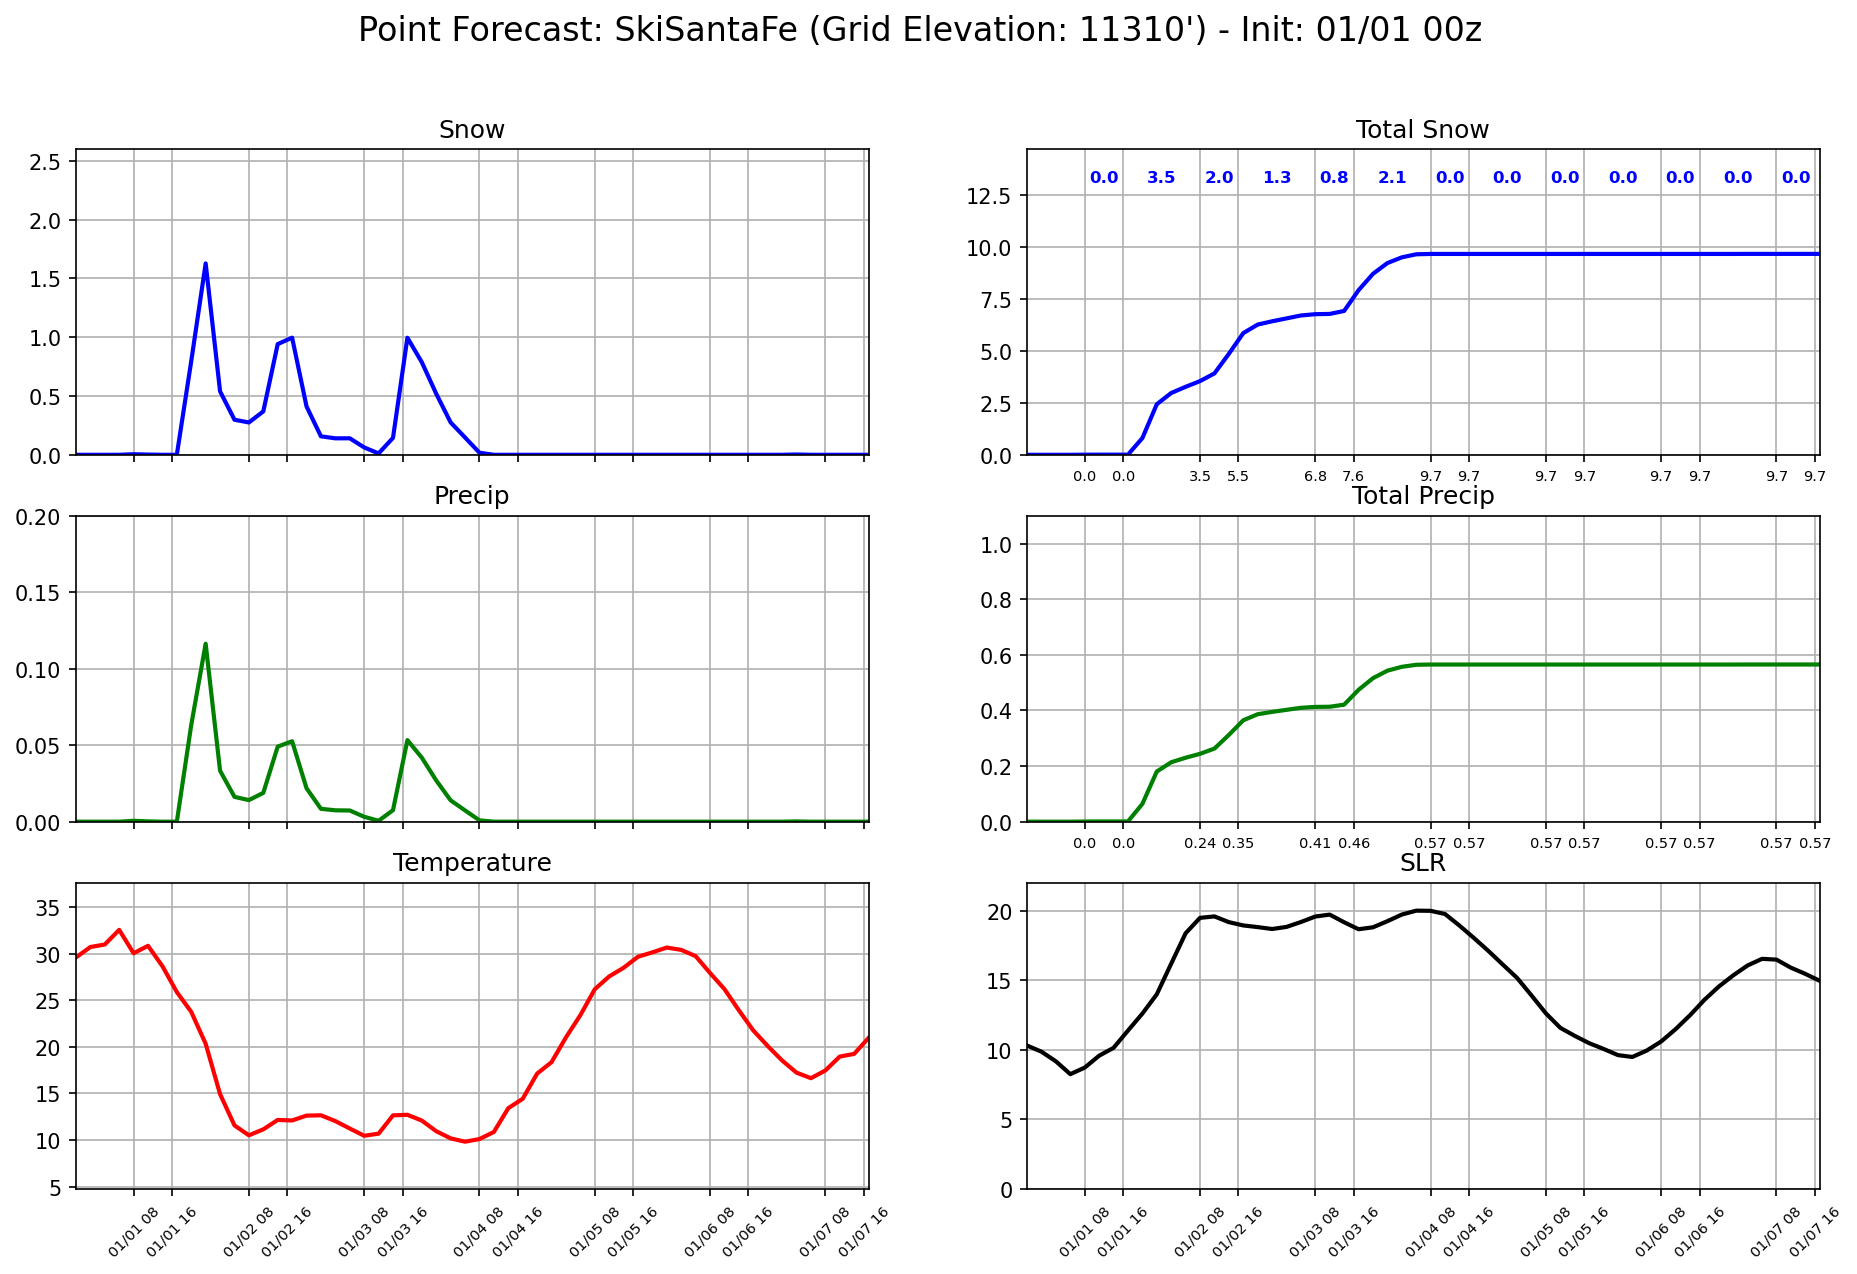 Point Forecast: SkiSantaFe (Grid Elevation: 11310') - Init: 01/01 00z
Snow
2.5
2.0
1.5
1.0
0.5
0.0
Total Snow
0.0 3.5 2.0 1.3 0.8 2.1 0.0 0.0 0.0 0.0 0.0 0.0 0.0
12.5
10.0
7.5
5.0
2.5
0.0
0.0 0.0 3.5 5.5 6.8 7.6 9.7 9.7 9.7 9.7 9.7 9.7 9.7 9.7
Precip
0.20
0.15
0.10
0.05
0.00
Total Precip
1.0
0.8
0.6
0.4
0.2
0.0
0.0 0.0 0.24 0.35 0.41 0.46 0.57 0.57 0.57 0.57 0.57 0.57 0.57 0.57
Temperature
35
30
25
20
15
10
5
01/01 08 01/01 16 01/02 08 01/02 16 01/03 08 01/03 16 01/04 08 01/04 16 01/05 08 01/05 16 01/06 08 01/06 16 01/07 08 01/07 16
SLR
20
15
10
5
0
01/01 08 01/01 16 01/02 08 01/02 16 01/03 08 01/03 16 01/04 08 01/04 16 01/05 08 01/05 16 01/06 08 01/06 16 01/07 08 01/07 16